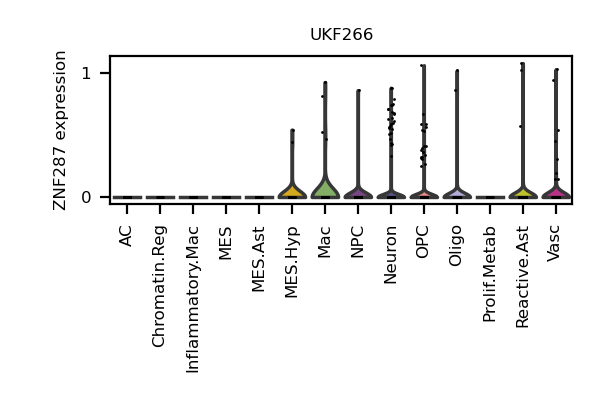 UKF266
ZNF287 expression
1
0
AC
Chromatin.Reg
Inflammatory.Mac
MES
MES.Ast
MES.Hyp
Mac
NPC
Neuron
OPC
Oligo
Prolif.Metab
Reactive.Ast
Vasc